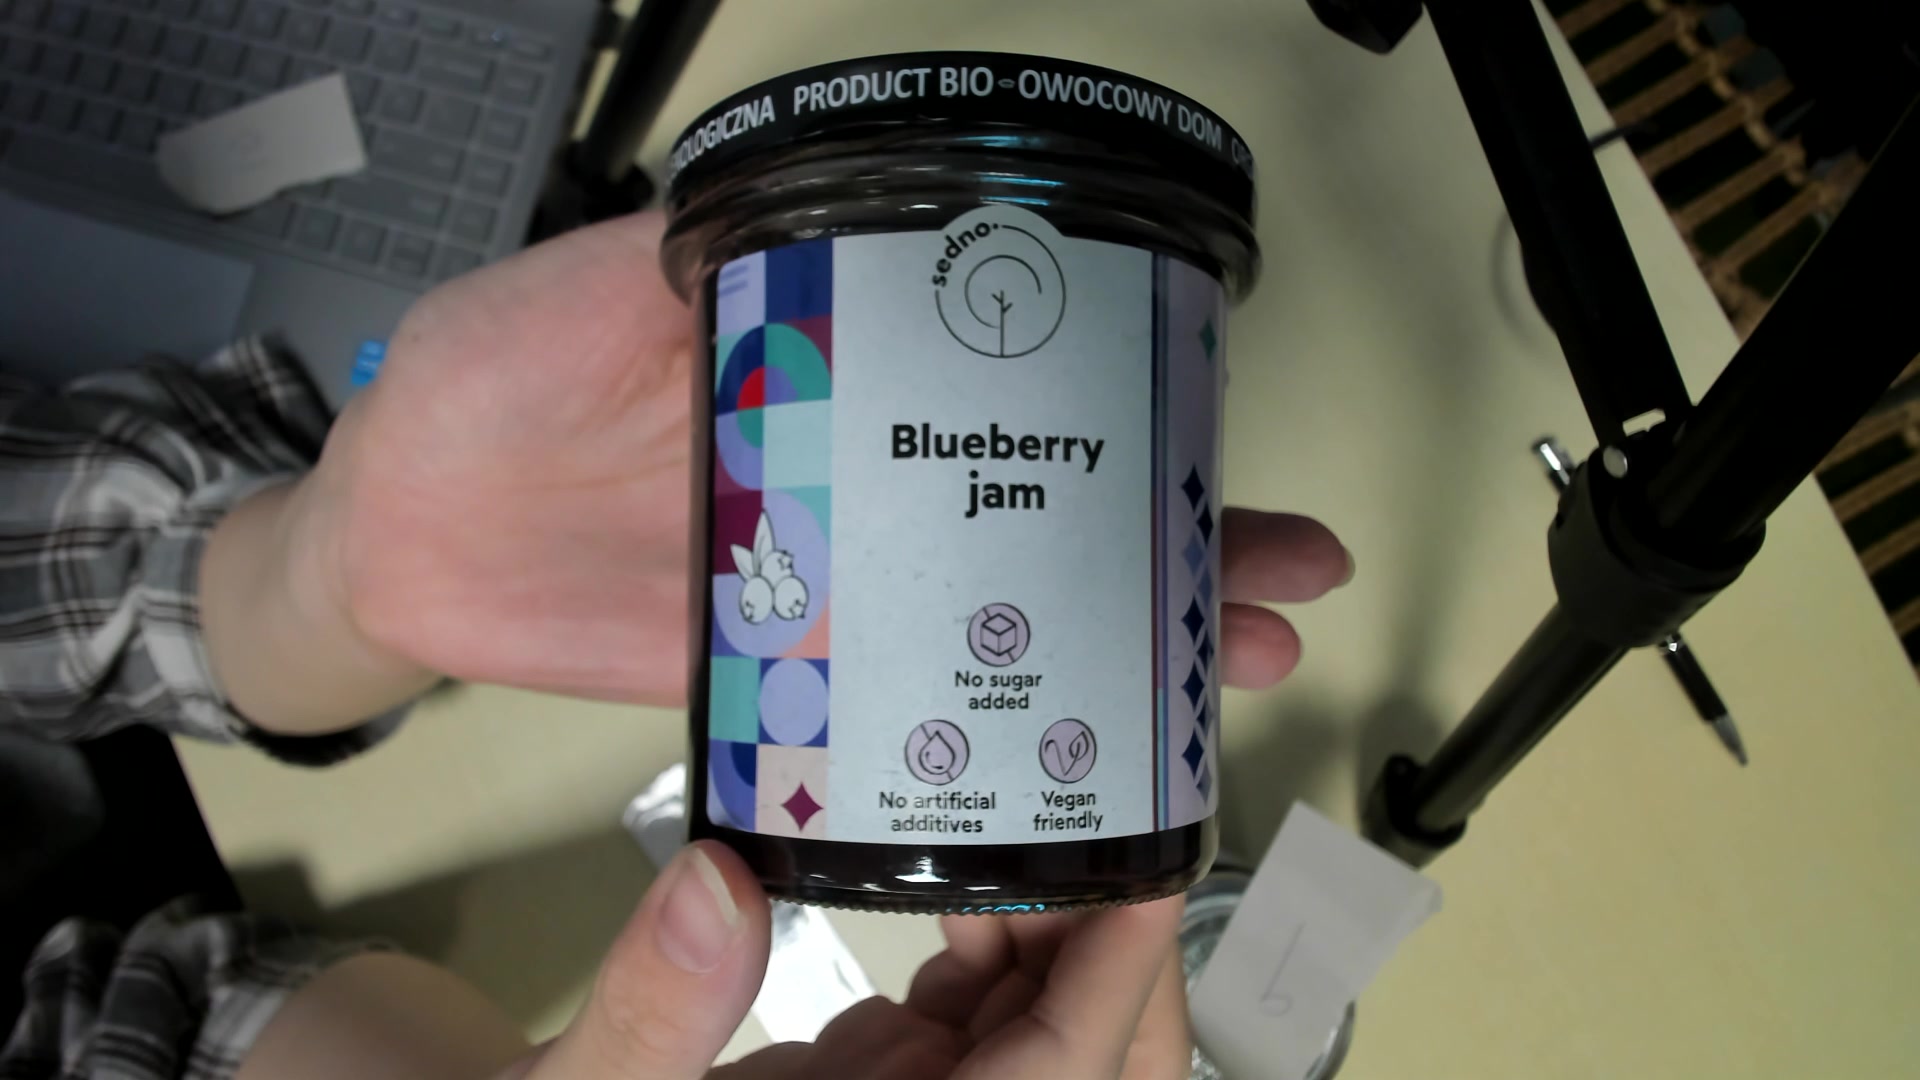 PRODUCT BIO - OWOCOWY DOM
sedno.
Blueberry
jam
No sugar
added
No artificial
additives
Vegan
friendly